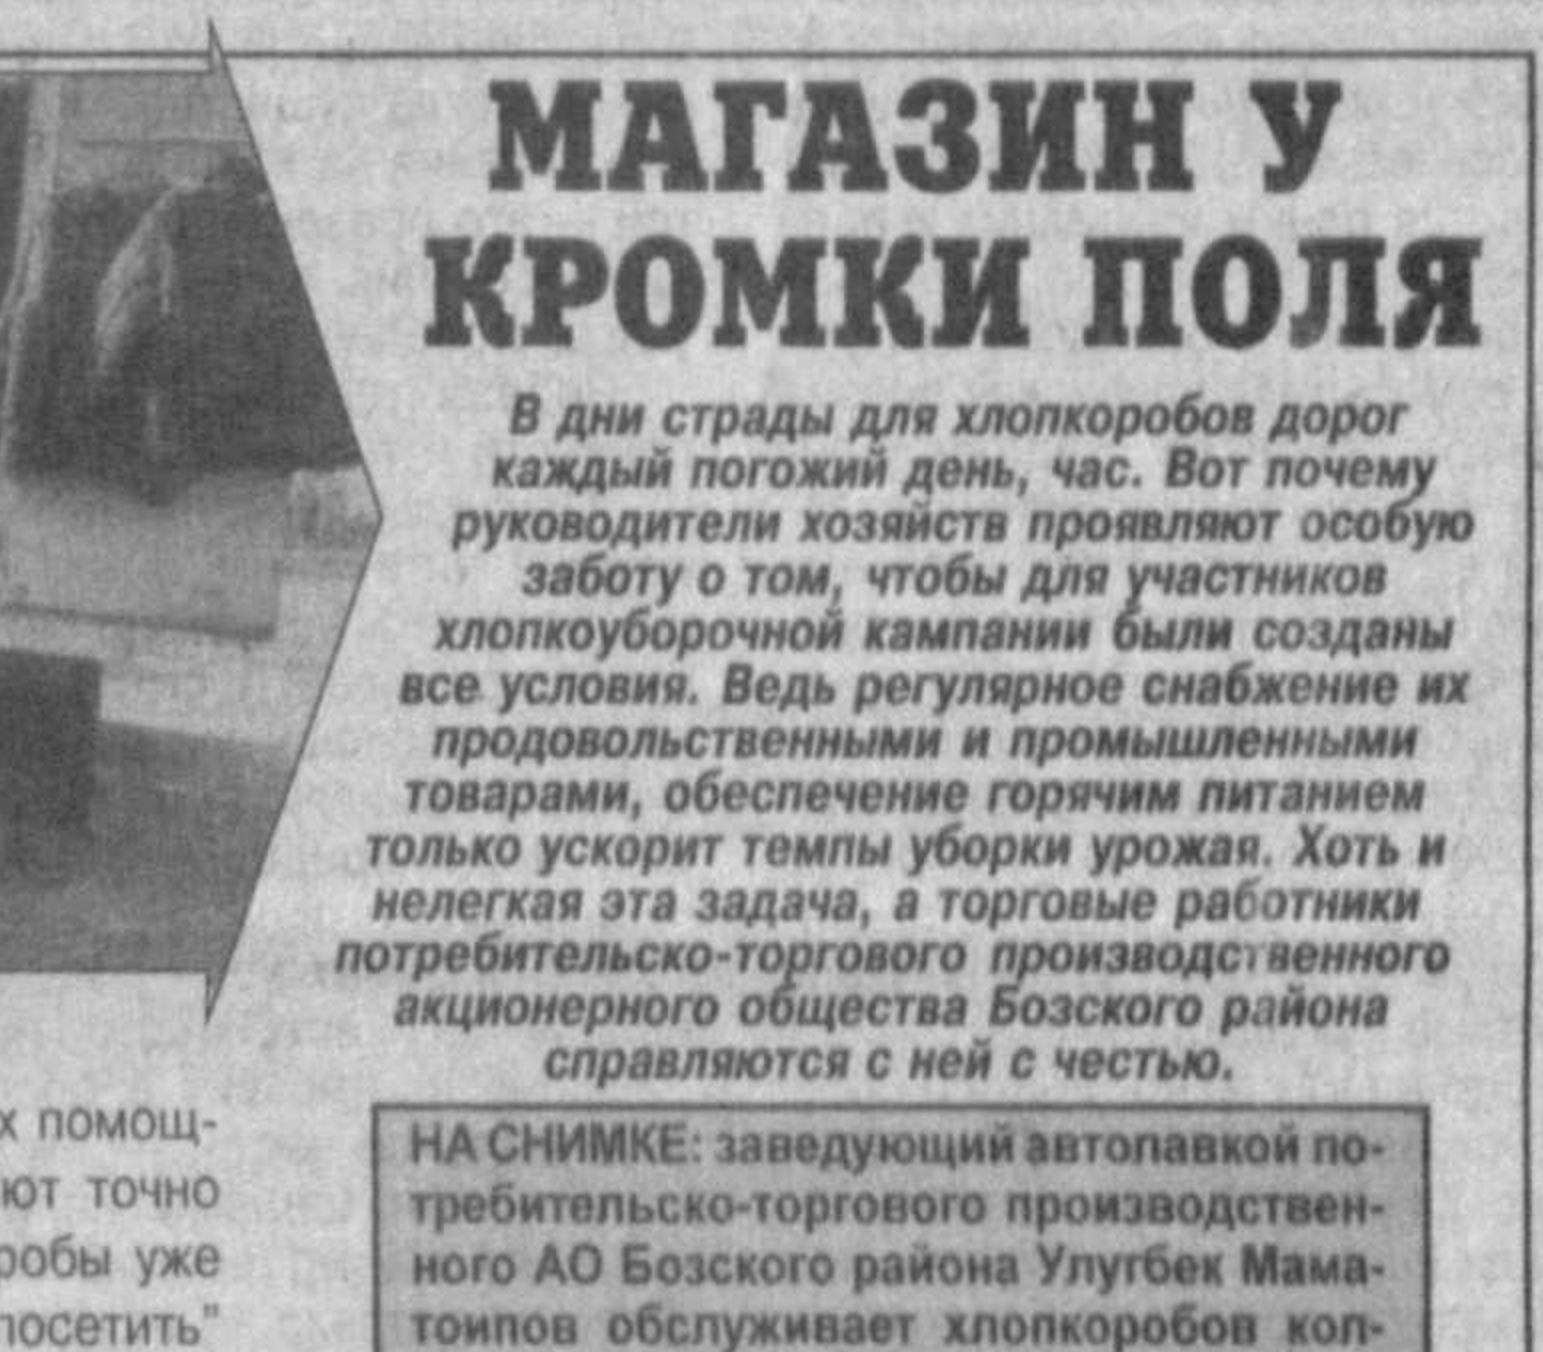 МАГАЗИН У
КРОМКИ ПОЛЯ
В дни страды для хлопкоробов дорог
каждый погожий день, час. Вот почему
руководители хозяйств проявляют особую
заботу о том, чтобы для участников
хлопкоуборочной кампании были созданы
все условия. Ведь регулярное снабжение их
продовольственными и промышленными
товарами, обеспечение горячим питанием
только ускорит темпы уборки урожая. Хоть и
нелегкая эта задача, а торговые работники
потребительско-торгового производственного
акционерного общества Бозского района
справляются с ней с честью.
НА СНИМКЕ: заведующий автолавкой по-
требительско-торгового производствен-
ного АО Бозского района Улугбек Мама-
тоипов обслуживает хлопкоробов кол-
х помощ-
ют точно
робы уже
посетить"